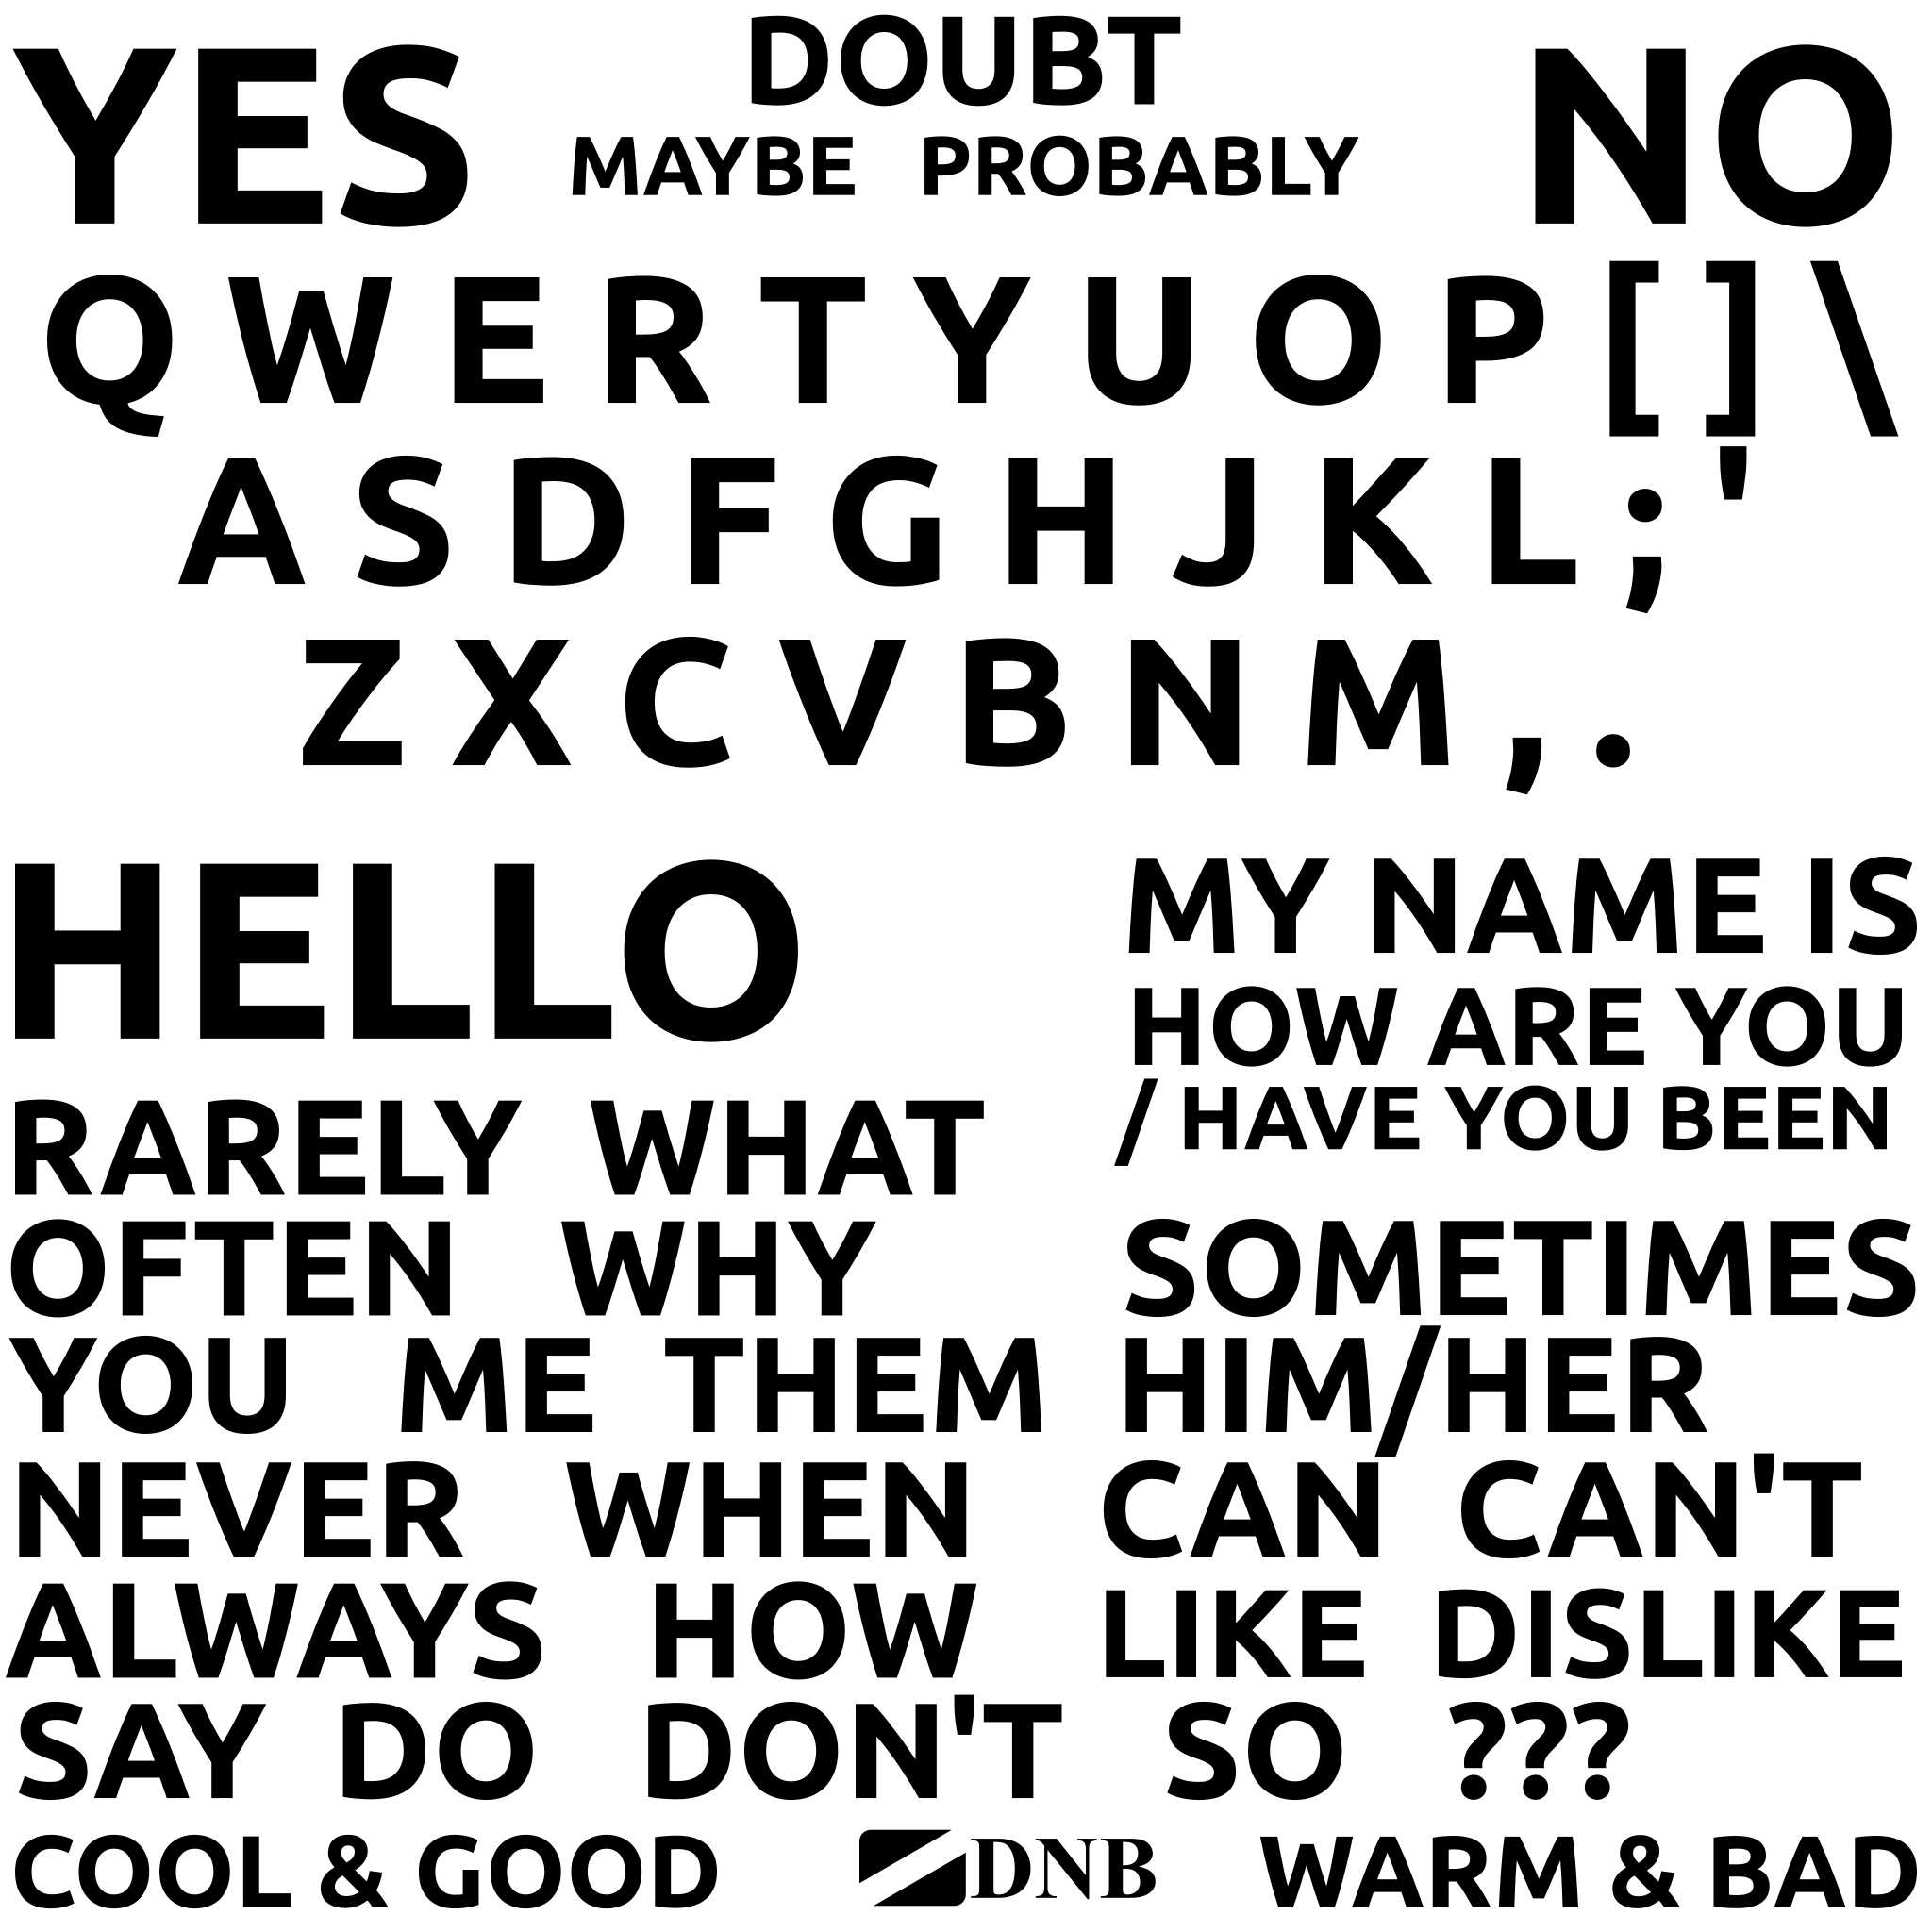 YES DOUBT NO
MAYBE PROBABLY
Q W E R T Y U O P [ ] \
A S D F G H J K L ; '
Z X C V B N M , .
HELLO MY NAME IS
HOW ARE YOU
/ HAVE YOU BEEN
RARELY WHAT
OFTEN WHY SOMETIMES
YOU ME THEM HIM/HER
NEVER WHEN CAN CAN'T
ALWAYS HOW LIKE DISLIKE
SAY DO DON'T SO ???
COOL & GOOD DNB WARM & BAD